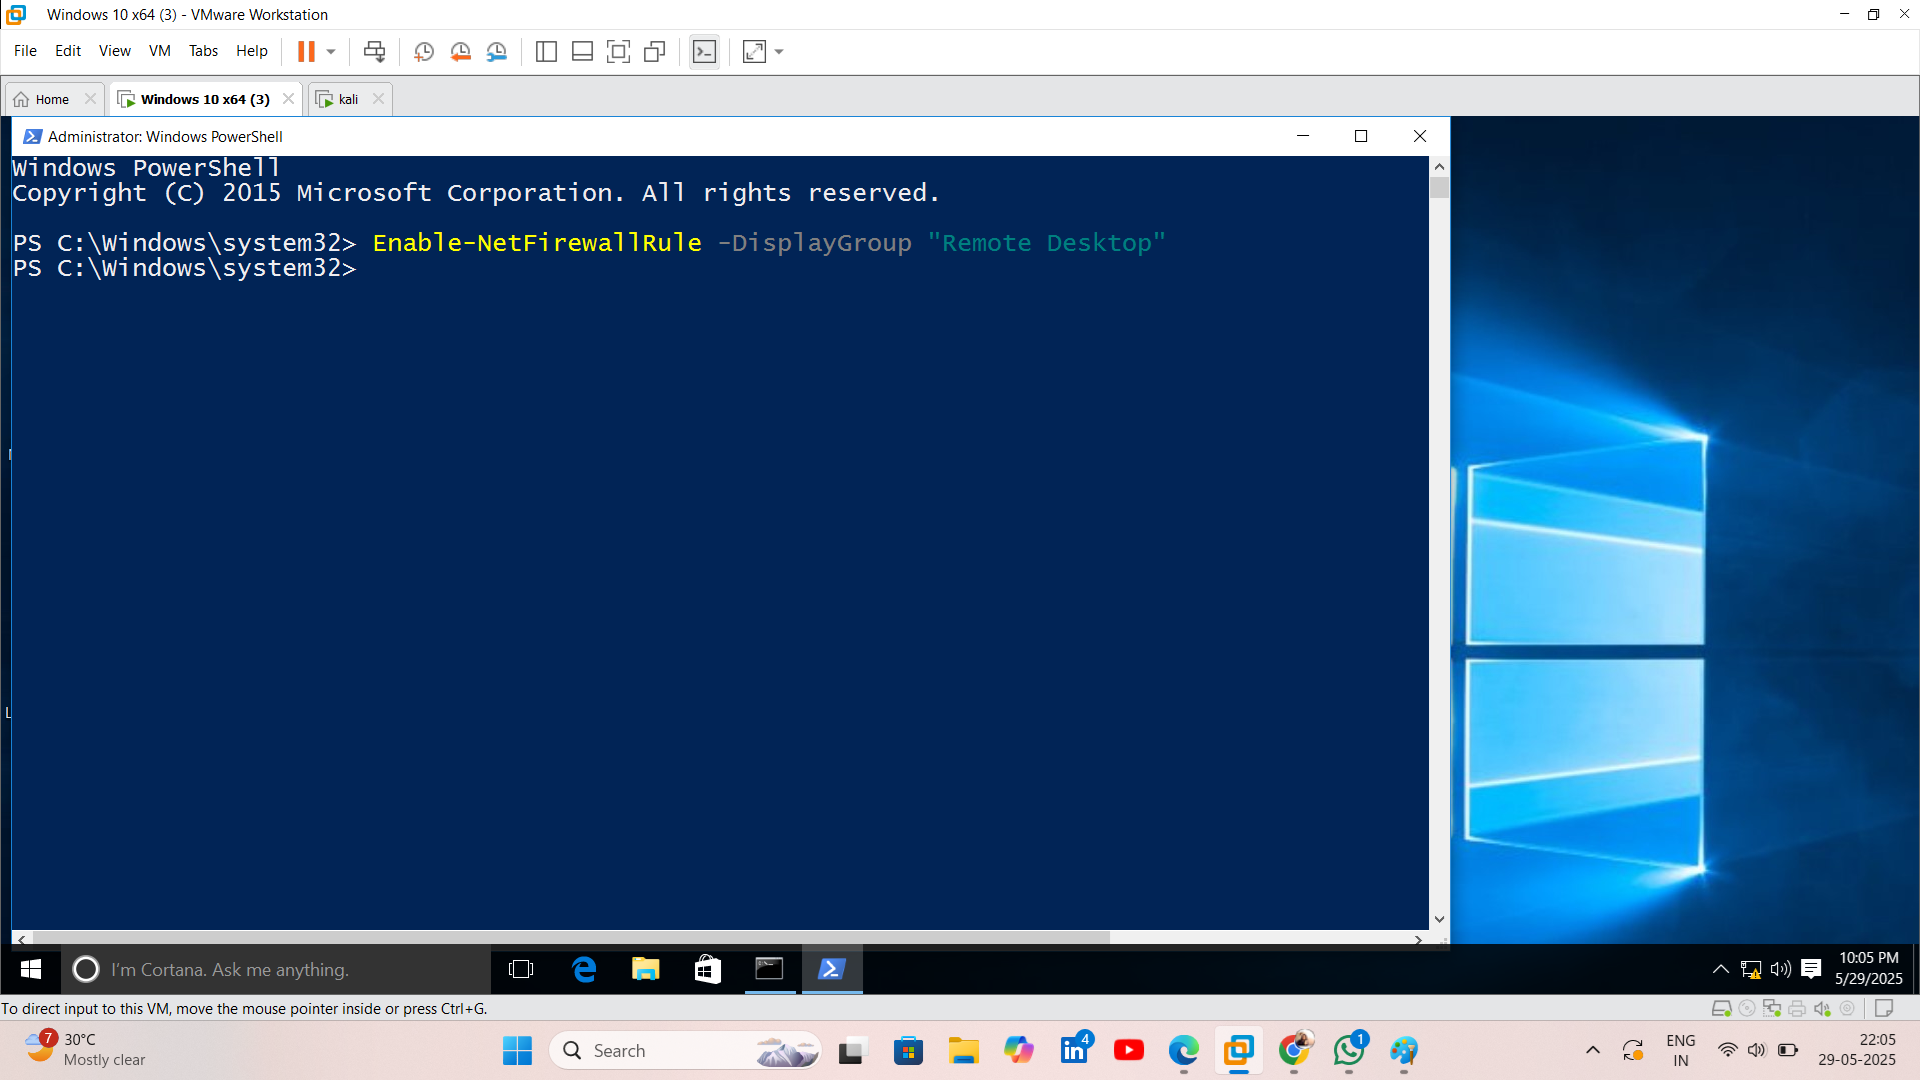 Windows 10 x64 (3) - VMware Workstation
File Edit View VM Tabs Help
Home
Windows 10 x64 (3)
kali
Administrator: Windows PowerShell
Windows PowerShell
Copyright (C) 2015 Microsoft Corporation. All rights reserved.
PS C:\Windows\system32> Enable-NetFirewallRule -DisplayGroup "Remote Desktop"
PS C:\Windows\system32>
L
I'm Cortana. Ask me anything.
10:05 PM
5/29/2025
To direct input to this VM, move the mouse pointer inside or press Ctrl+G.
7
30°C
Mostly clear
Search
4
1
ENG
IN
22:05
29-05-2025